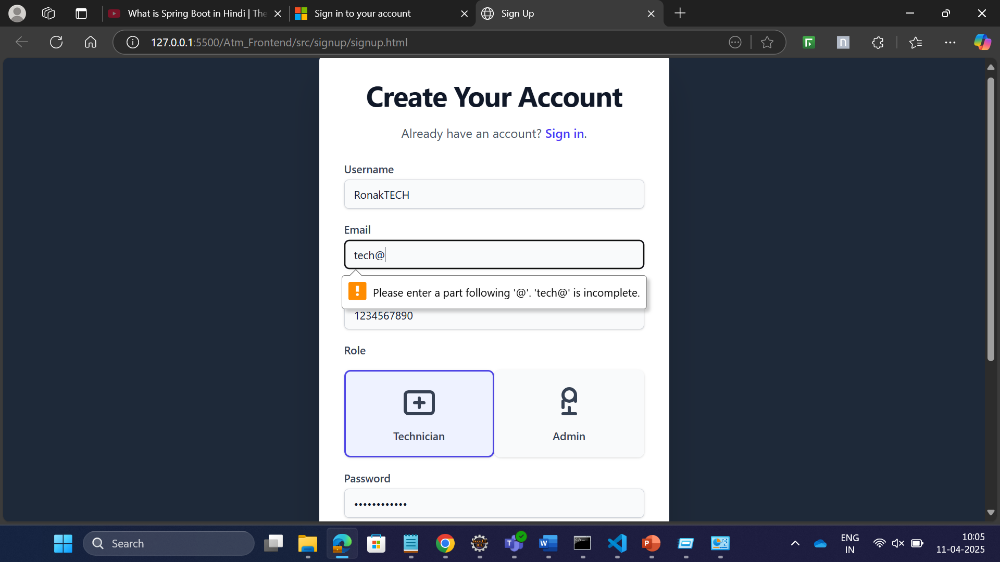 What is Spring Boot in Hindi | The
Sign in to your account
Sign Up
127.0.0.1:5500/Atm_Frontend/src/signup/signup.html
n
Create Your Account
Already have an account? Sign in.
Username
RonakTECH
Email
tech@
! Please enter a part following '@'. 'tech@' is incomplete.
1234567890
Role
Technician
Admin
Password
••••••••••••
Search
Java EE
IDE
T
W
C:\
P
ENG
IN
10:05
11-04-2025